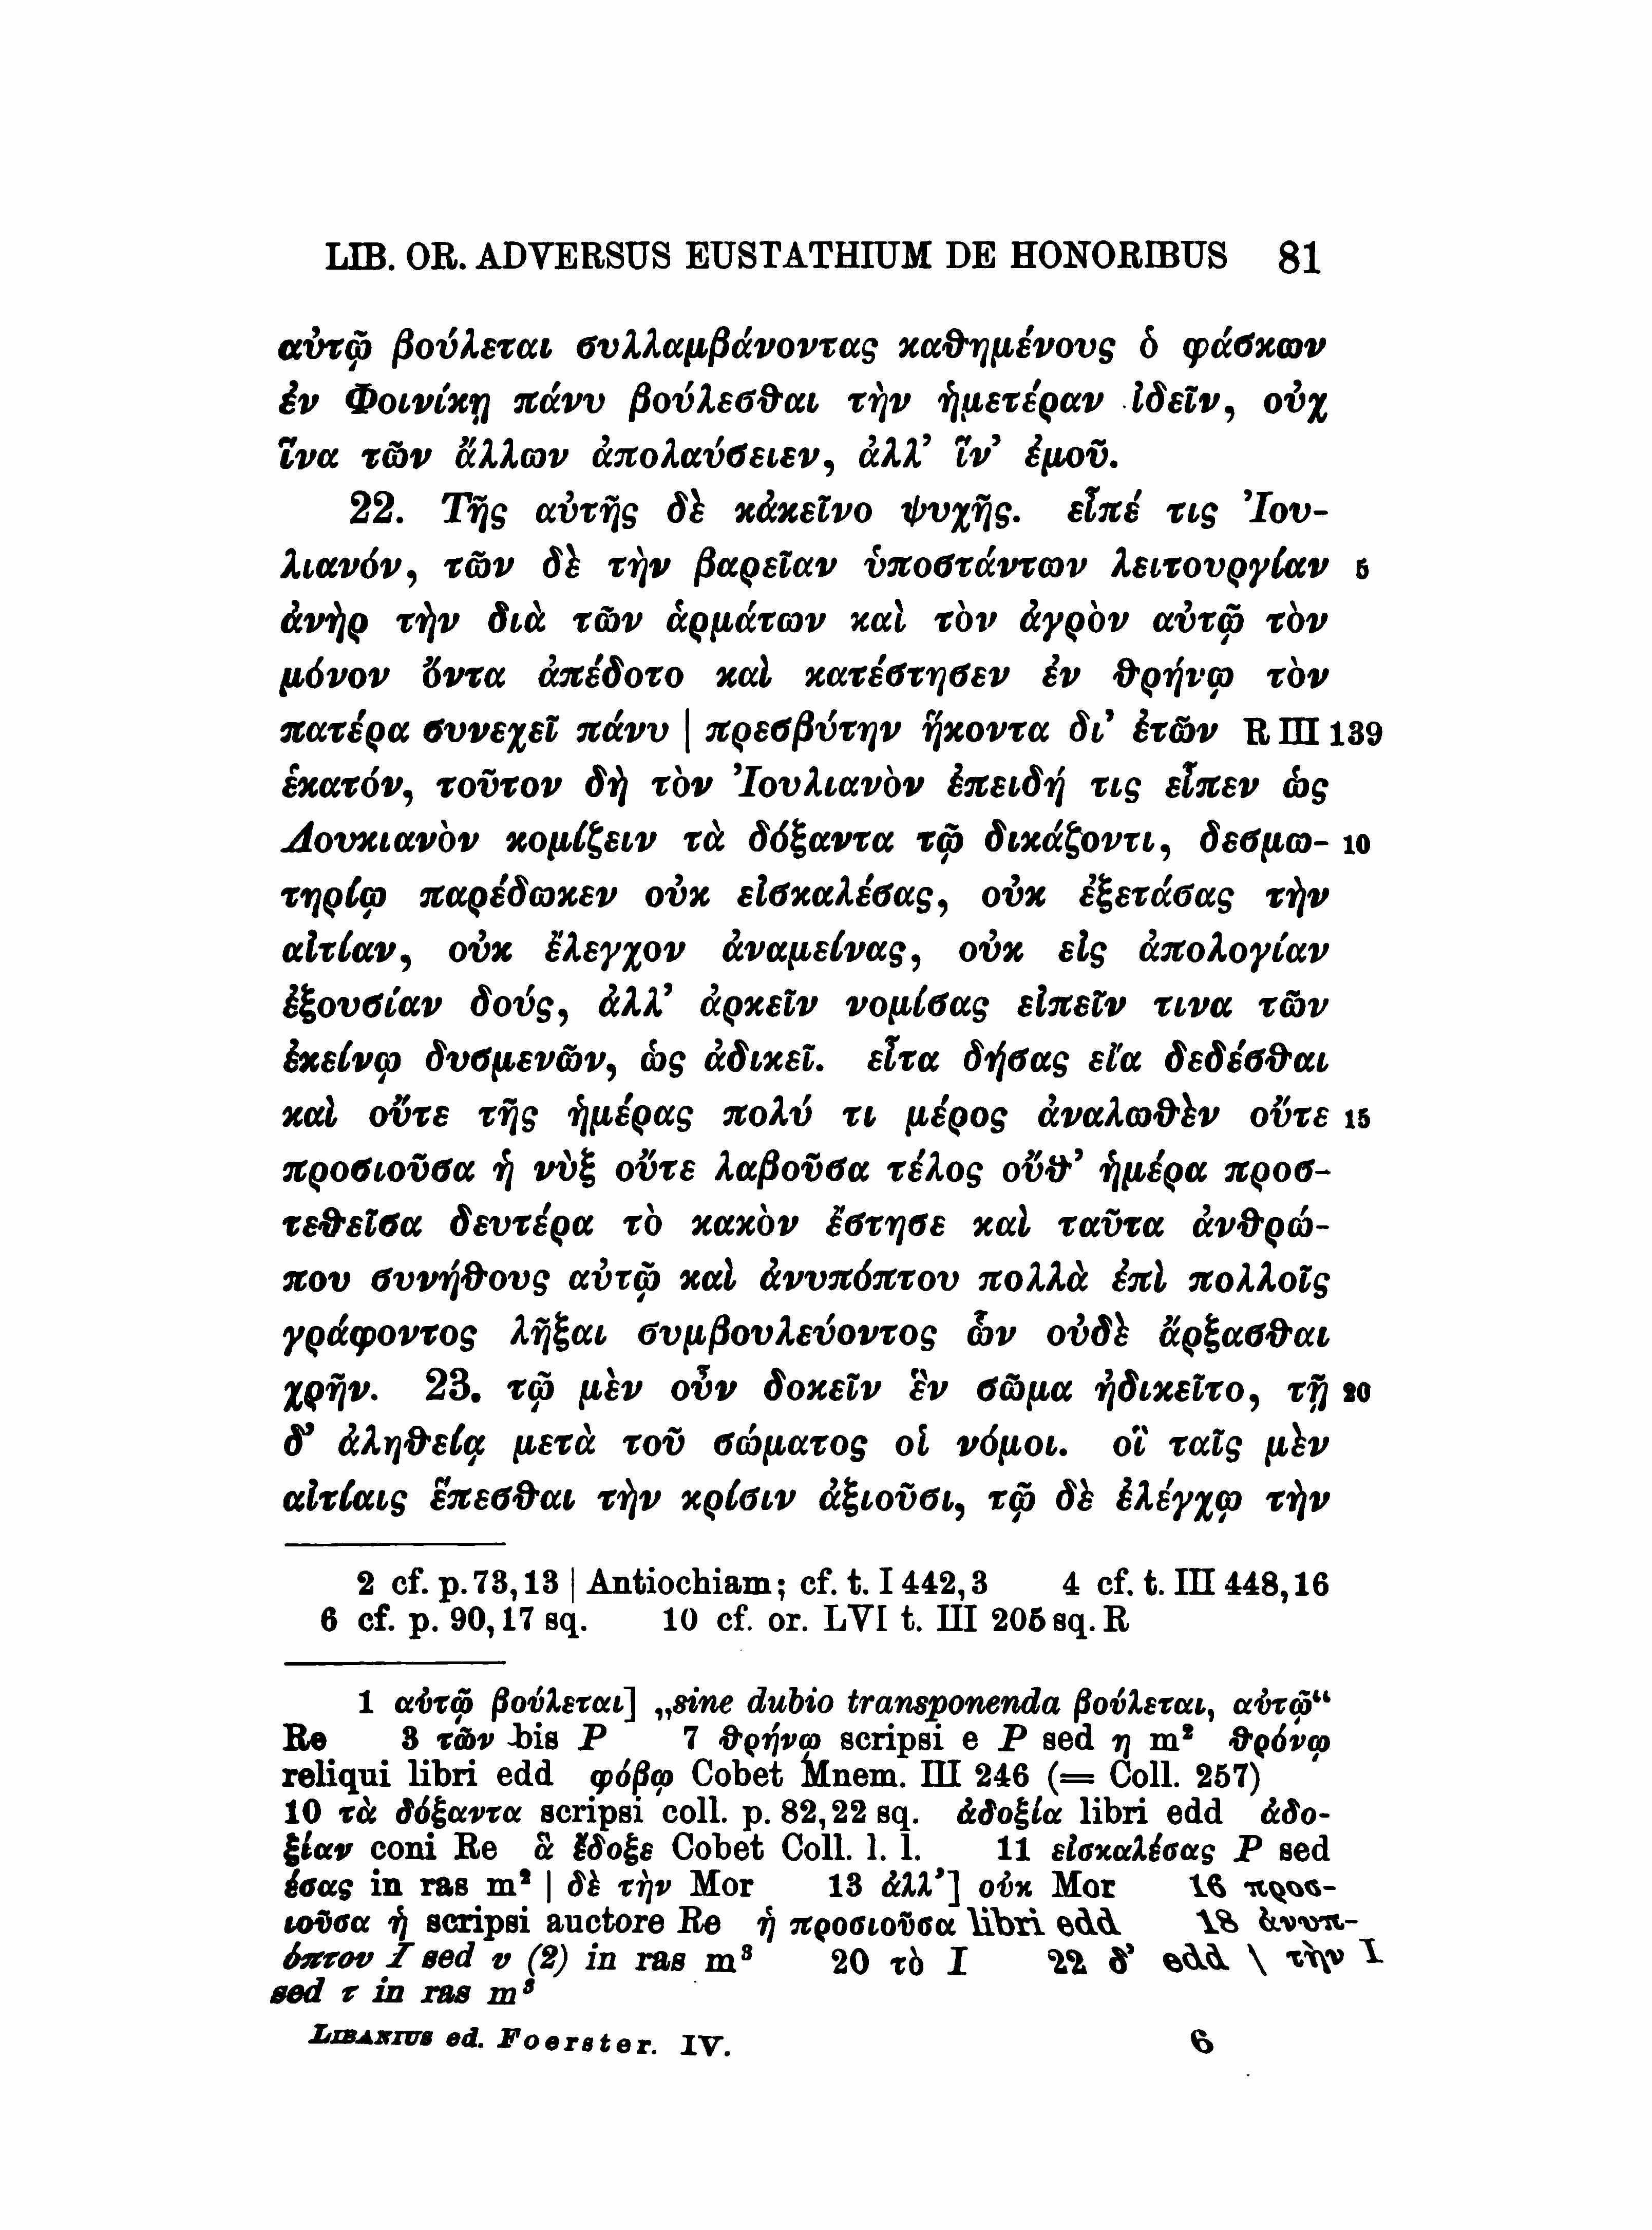 LIB. OR. ADVERSUS EUSTATHIUM DE HONORIBUS 81
αὐτῷ βούλεται συλλαμβάνοντας καθημένους ὁ φάσκων
ἐν Φοινίκῃ πάνυ βούλεσθαι τὴν ἡμετέραν ἰδεῖν, οὐχ
ἵνα τῶν ἄλλων ἀπολαύσειεν, ἀλλ’ ἵν’ ἐμοῦ.
22. Τῆς αὐτῆς δὲ κἀκεῖνο ψυχῆς. εἶπέ τις Ἰου-
λιανόν, τῶν δὲ τὴν βαρεῖαν ὑποστάντων λειτουργίαν 5
ἀνὴρ τὴν διὰ τῶν ἁρμάτων καὶ τὸν ἀγρὸν αὐτῷ τὸν
μόνον ὄντα ἀπέδοτο καὶ κατέστησεν ἐν θρήνῳ τὸν
πατέρα συνεχεῖ πάνυ | πρεσβύτην ἥκοντα δι’ ἐτῶν R III 139
ἑκατόν, τοῦτον δὴ τὸν Ἰουλιανὸν ἐπειδή τις εἶπεν ὡς
Λουκιανὸν κομίζειν τὰ δόξαντα τῷ δικάζοντι, δεσμω- 10
τηρίῳ παρέδωκεν οὐκ εἰσκαλέσας, οὐκ ἐξετάσας τὴν
αἰτίαν, οὐκ ἔλεγχον ἀναμείνας, οὐκ εἰς ἀπολογίαν
ἐξουσίαν δούς, ἀλλ’ ἀρκεῖν νομίσας εἰπεῖν τινα τῶν
ἐκείνῳ δυσμενῶν, ὡς ἀδικεῖ. εἶτα δήσας εἴα δεδέσθαι
καὶ οὔτε τῆς ἡμέρας πολύ τι μέρος ἀναλωθὲν οὔτε 15
προσιοῦσα ἡ νὺξ οὔτε λαβοῦσα τέλος οὔθ’ ἡμέρα προσ-
τεθεῖσα δευτέρα τὸ κακὸν ἔστησε καὶ ταῦτα ἀνθρώ-
που συνήθους αὐτῷ καὶ ἀνυπόπτου πολλὰ ἐπὶ πολλοῖς
γράφοντος λῆξαι συμβουλεύοντος ὧν οὐδὲ ἄρξασθαι
χρῆν. 23. τῷ μὲν οὖν δοκεῖν ἓν σῶμα ἠδικεῖτο, τῇ 20
δ’ ἀληθείᾳ μετὰ τοῦ σώματος οἱ νόμοι. οἳ ταῖς μὲν
αἰτίαις ἕπεσθαι τὴν κρίσιν ἀξιοῦσι, τῷ δὲ ἐλέγχῳ τὴν
2 cf. p. 73,13 | Antiochiam; cf. t. I 442,3 4 cf. t. III 448,16
6 cf. p. 90,17 sq. 10 cf. or. LVI t. III 205 sq. R
1 αὐτῷ βούλεται] „sine dubio transponenda βούλεται, αὐτῷ“
Re 3 τῶν bis P 7 θρήνῳ scripsi e P sed η m² θρόνῳ
reliqui libri edd φόβῳ Cobet Mnem. III 246 (= Coll. 257)
10 τὰ δόξαντα scripsi coll. p. 82,22 sq. ἀδοξία libri edd ἀδο-
ξίαν coni Re ἃ ἔδοξε Cobet Coll. l. l. 11 εἰσκαλέσας P sed
έσας in ras m² | δὲ τὴν Mor 13 ἀλλ’] οὐκ Mor 16 προσ-
ιοῦσα ἡ scripsi auctore Re ἡ προσιοῦσα libri edd 18 ἀνυπ-
όπτου I sed υ (2) in ras m³ 20 τὸ I 22 δ’ edd | τὴν I
sed τ in ras m³
LIBANIUS ed. Foerster. IV. 6